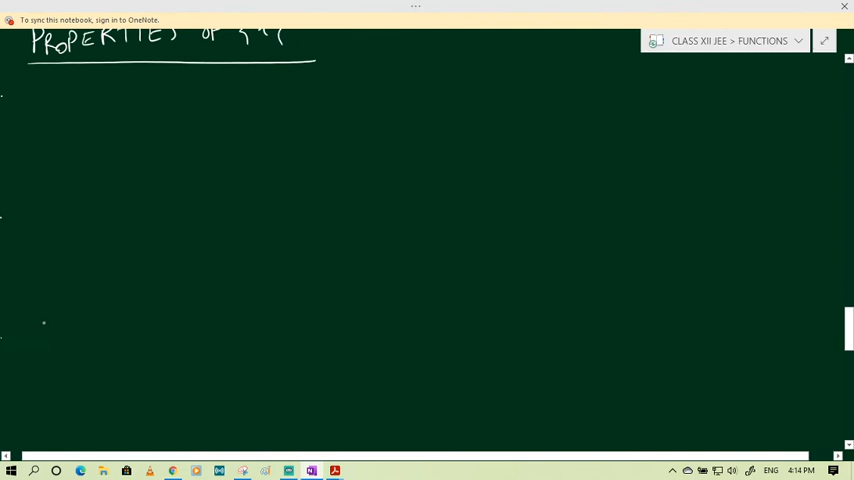 To sync this notebook, sign in to OneNote.
PROPERTIES OF {x}
CLASS XII JEE > FUNCTIONS
ENG
4:14 PM